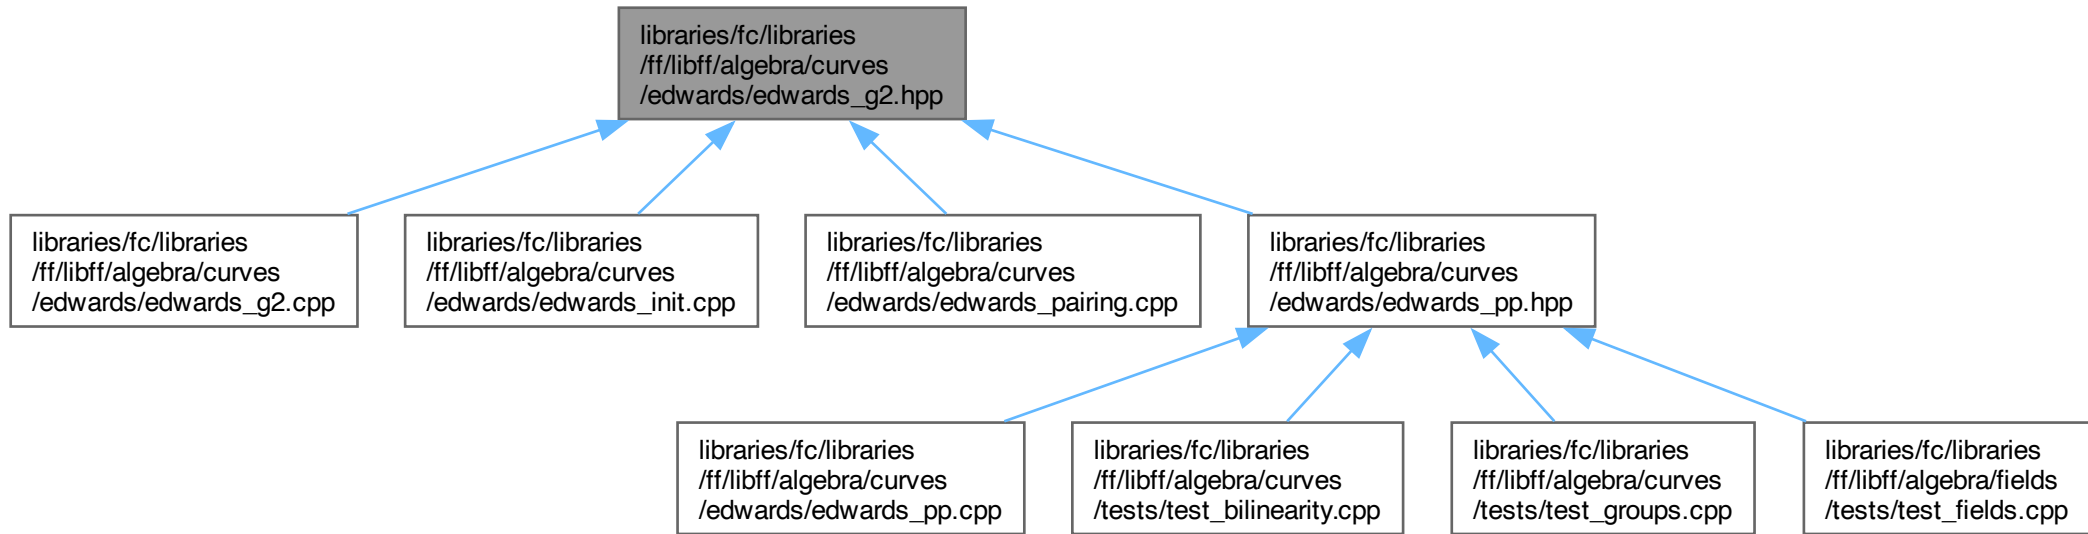 libraries/fc/libraries
/ff/libff/algebra/curves
/edwards/edwards_g2.hpp
libraries/fc/libraries
/ff/libff/algebra/curves
/edwards/edwards_g2.cpp
libraries/fc/libraries
/ff/libff/algebra/curves
/edwards/edwards_init.cpp
libraries/fc/libraries
/ff/libff/algebra/curves
/edwards/edwards_pairing.cpp
libraries/fc/libraries
/ff/libff/algebra/curves
/edwards/edwards_pp.hpp
libraries/fc/libraries
/ff/libff/algebra/curves
/edwards/edwards_pp.cpp
libraries/fc/libraries
/ff/libff/algebra/curves
/tests/test_bilinearity.cpp
libraries/fc/libraries
/ff/libff/algebra/curves
/tests/test_groups.cpp
libraries/fc/libraries
/ff/libff/algebra/fields
/tests/test_fields.cpp